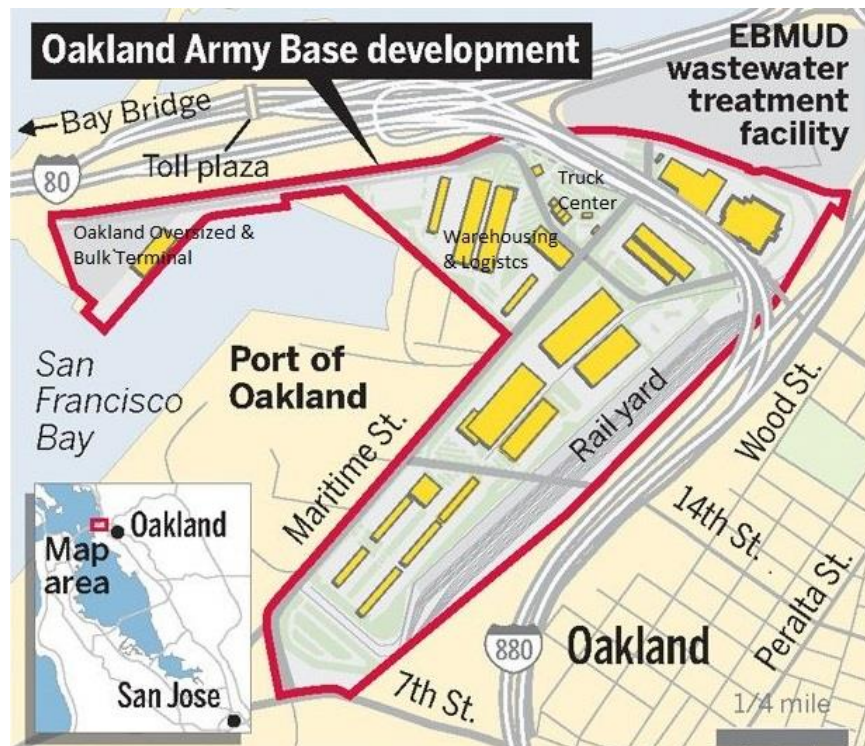 Oakland Army Base development
EBMUD
wastewater
treatment
facility
Bay Bridge
Toll plaza
80
Truck
Center
Oakland Oversized &
Bulk Terminal
Warehousing
& Logistcs
San
Francisco
Bay
Port of
Oakland
Maritime St.
Rail yard
Wood St.
14th St.
Peralta St.
Oakland
Map
area
San Jose
880
Oakland
7th St.
1/4 mile